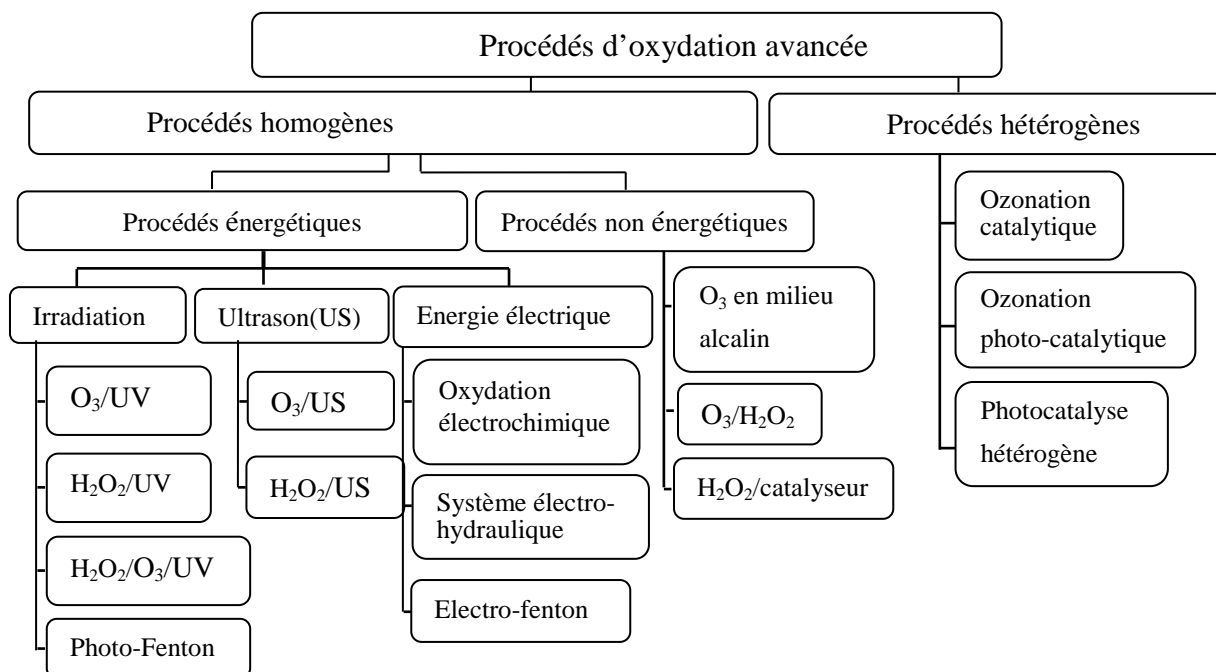 Procédés d’oxydation avancée
Procédés homogènes
Procédés hétérogènes
Procédés énergétiques
Procédés non énergétiques
Irradiation
O₃/UV
H₂O₂/UV
H₂O₂/O₃/UV
Photo-Fenton
Ultrason(US)
O₃/US
H₂O₂/US
Energie électrique
Oxydation
électrochimique
Système électro-
hydraulique
Electro-fenton
O₃ en milieu
alcalin
O₃/H₂O₂
H₂O₂/catalyseur
Ozonation
catalytique
Ozonation
photo-catalytique
Photocatalyse
hétérogène